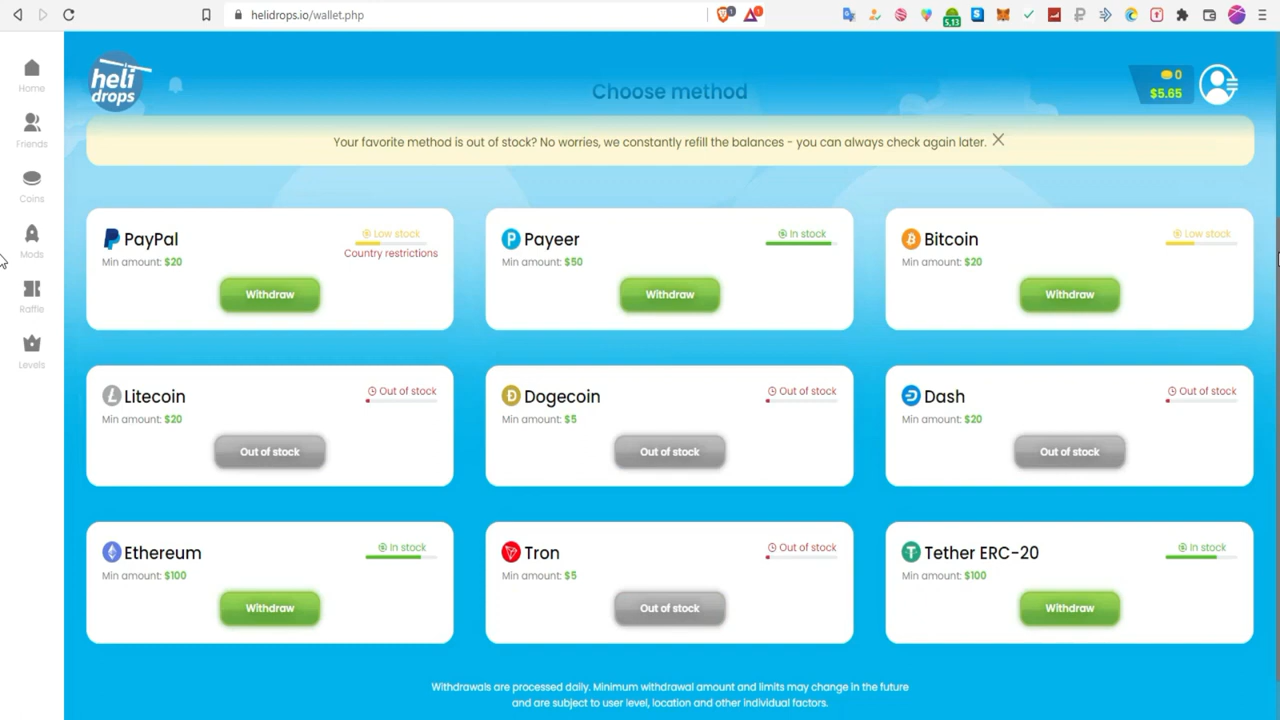 helidrops.io/wallet.php
1
1
5,13
Home
Friends
Coins
Mods
Raffle
Levels
heli
drops
Choose method
0
$5.65
Your favorite method is out of stock? No worries, we constantly refill the balances - you can always check again later.
PayPal
Low stock
Country restrictions
Min amount: $20
Withdraw
Payeer
In stock
Min amount: $50
Withdraw
Bitcoin
Low stock
Min amount: $20
Withdraw
Litecoin
Out of stock
Min amount: $20
Out of stock
Dogecoin
Out of stock
Min amount: $5
Out of stock
Dash
Out of stock
Min amount: $20
Out of stock
Ethereum
In stock
Min amount: $100
Withdraw
Tron
Out of stock
Min amount: $5
Out of stock
Tether ERC-20
In stock
Min amount: $100
Withdraw
Withdrawals are processed daily. Minimum withdrawal amount and limits may change in the future
and are subject to user level, location and other individual factors.